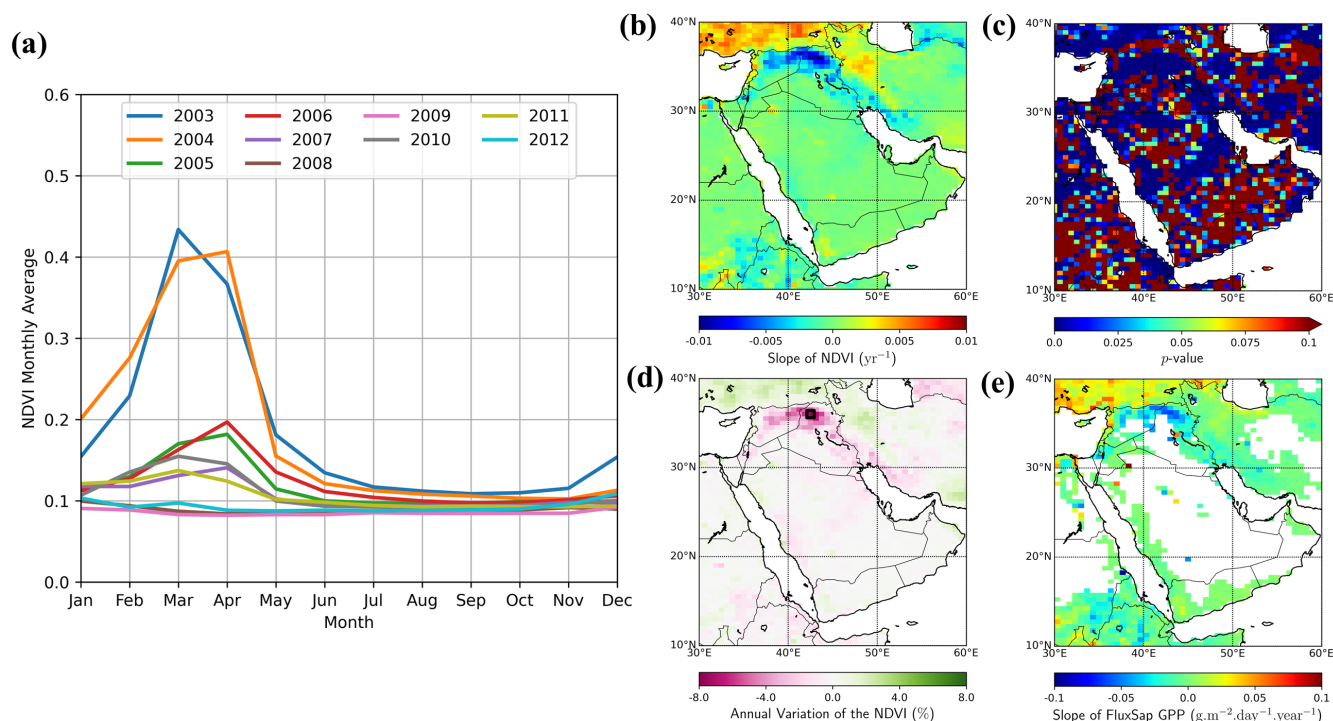 (a)
0.6
0.5
0.4
0.3
0.2
0.1
0.0
NDVI Monthly Average
2003 2006 2009 2011
2004 2007 2010 2012
2005 2008
Jan Feb Mar Apr May Jun Jul Aug Sep Oct Nov Dec
Month
(b)
40°N
30°N
20°N
10°N
30°E 40°E 50°E 60°E
-0.01 -0.005 0.0 0.005 0.01
Slope of NDVI (yr⁻¹)
(c)
40°N
30°N
20°N
10°N
30°E 40°E 50°E 60°E
0.0 0.025 0.05 0.075 0.1
p-value
(d)
40°N
30°N
20°N
10°N
30°E 40°E 50°E 60°E
-8.0 -4.0 0.0 4.0 8.0
Annual Variation of the NDVI (%)
(e)
40°N
30°N
20°N
10°N
30°E 40°E 50°E 60°E
-0.1 -0.05 0.0 0.05 0.1
Slope of FluxSap GPP (g.m⁻².day⁻¹.year⁻¹)